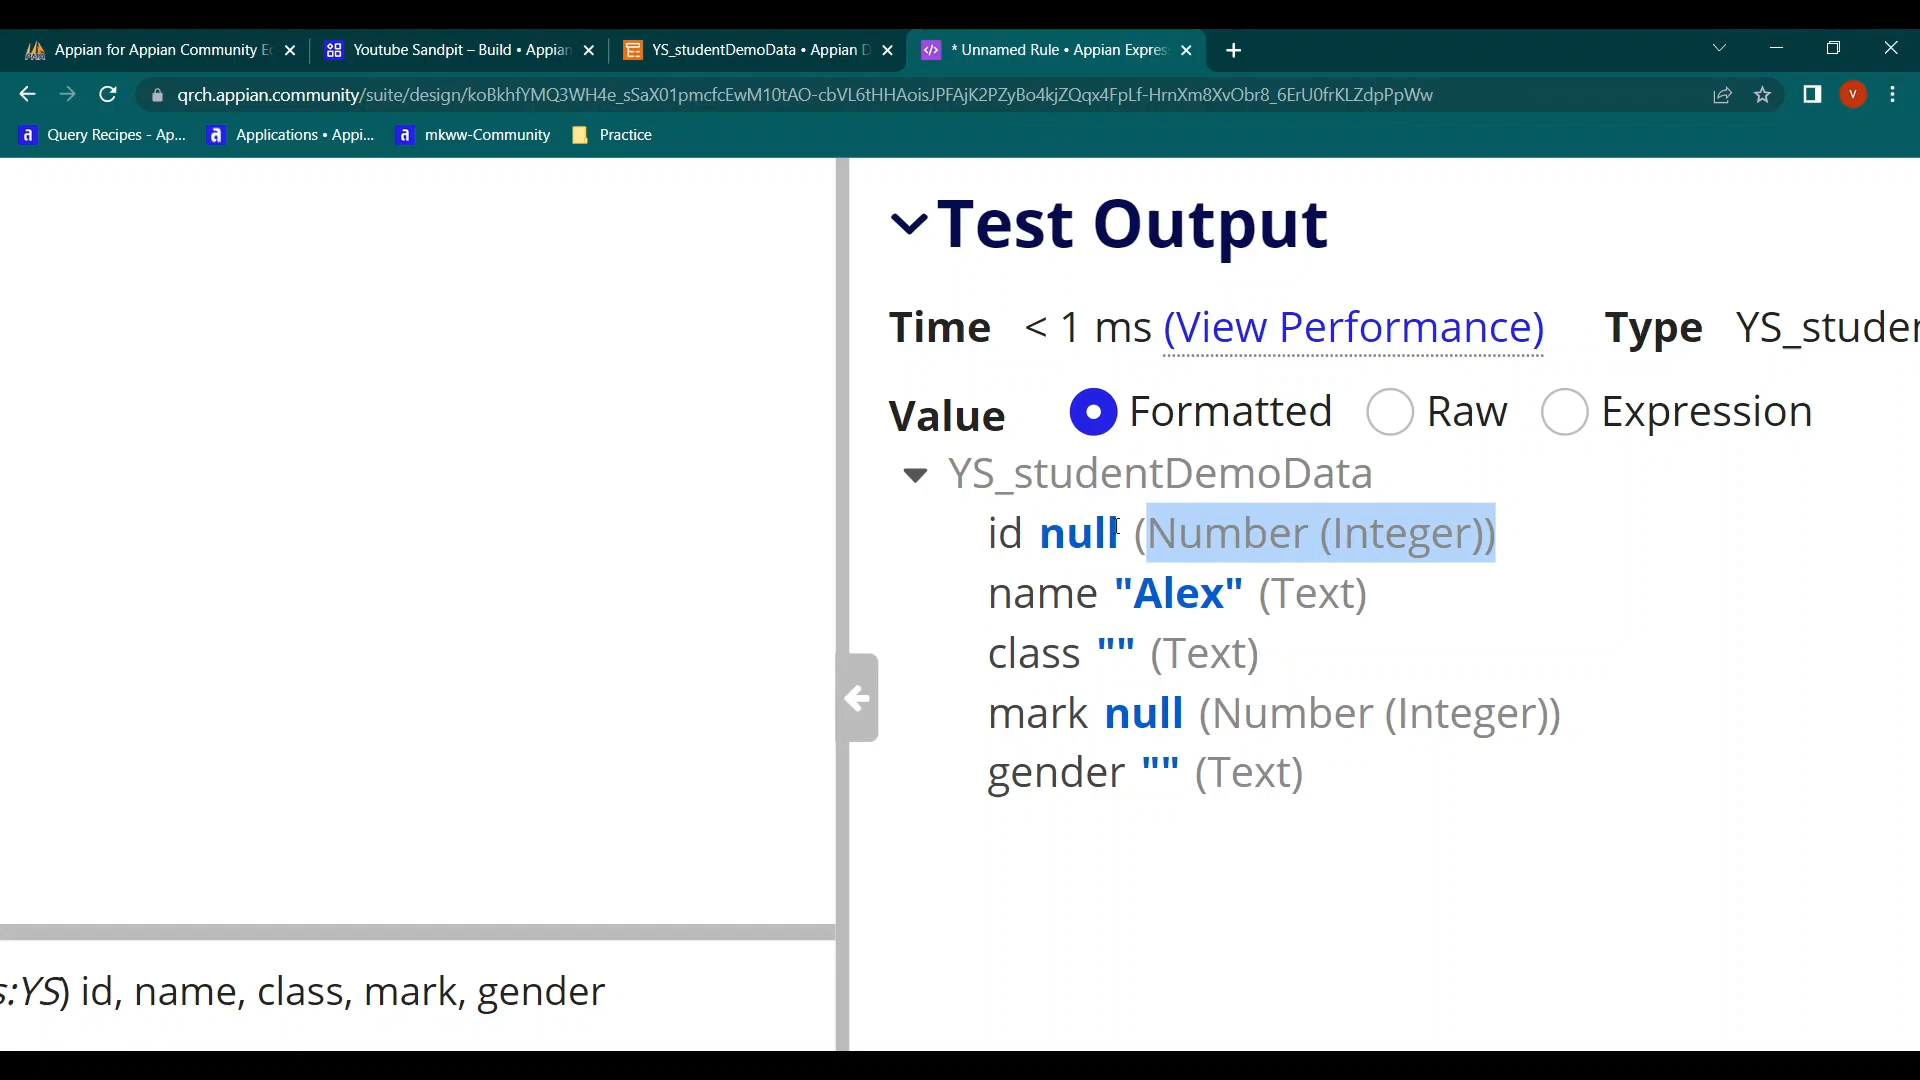 Appian for Appian Community E
Youtube Sandpit – Build • Appian
YS_studentDemoData • Appian D
* Unnamed Rule • Appian Expres
qrch.appian.community/suite/design/koBkhfYMQ3WH4e_sSaX01pmcfcEwM10tAO-cbVL6tHHAoisJPFAjK2PZyBo4kjZQqx4FpLf-HrnXm8XvObr8_6ErU0frKLZdpPpWw
V
Query Recipes - Ap...
Applications • Appi...
mkww-Community
Practice
Test Output
Time < 1 ms (View Performance) Type YS_studer
Value Formatted Raw Expression
YS_studentDemoData
id null (Number (Integer))
name "Alex" (Text)
class "" (Text)
mark null (Number (Integer))
gender "" (Text)
s:YS) id, name, class, mark, gender